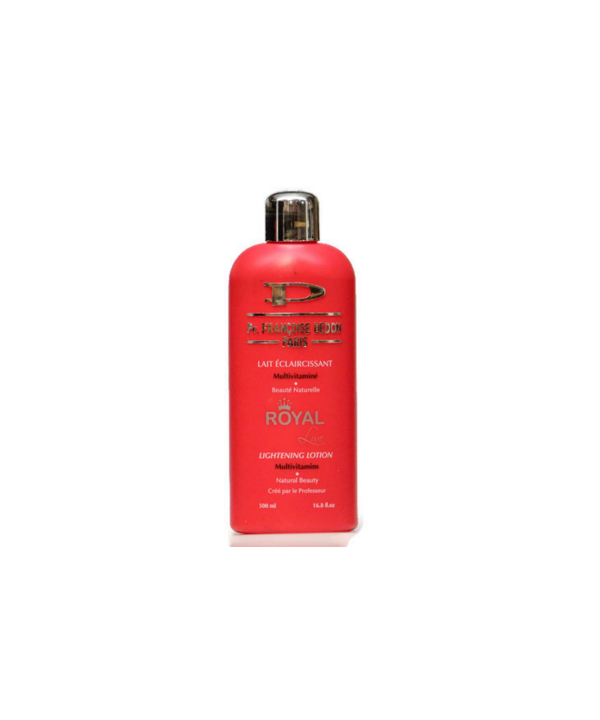 Pr. FRANÇOISE BEDON
PARIS
LAIT ÉCLAIRCISSANT
Multivitaminé
Beauté Naturelle
ROYAL
Luxe
LIGHTENING LOTION
Multivitamins
Natural Beauty
Créé par le Professeur
500 ml 16.8 fl.oz